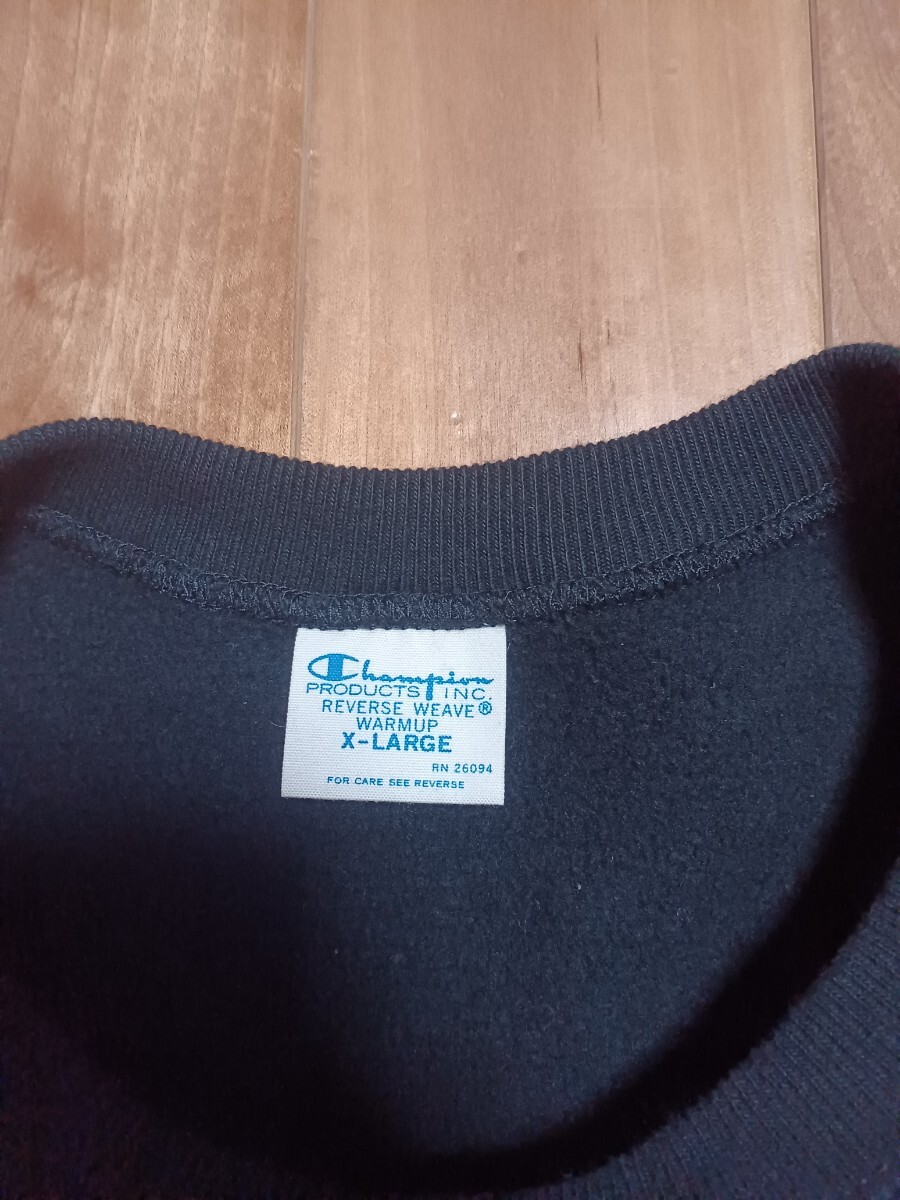 Champion
PRODUCTS INC.
REVERSE WEAVE®
WARMUP
X-LARGE
RN 26094
FOR CARE SEE REVERSE